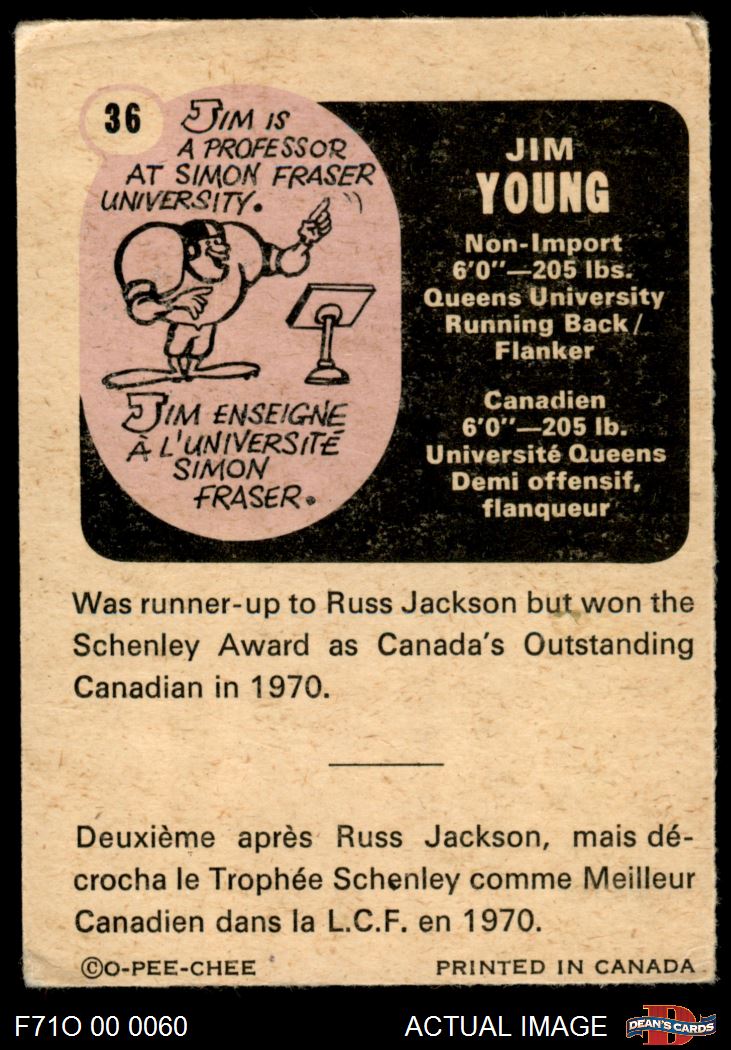 36
JIM IS
A PROFESSOR
AT SIMON FRASER
UNIVERSITY.
JIM ENSEIGNE
À L'UNIVERSITÉ
SIMON
FRASER.
JIM
YOUNG
Non-Import
6'0"—205 lbs.
Queens University
Running Back/
Flanker
Canadien
6'0"—205 lb.
Université Queens
Demi offensif,
flanqueur
Was runner-up to Russ Jackson but won the
Schenley Award as Canada's Outstanding
Canadian in 1970.
Deuxième après Russ Jackson, mais dé-
crocha le Trophée Schenley comme Meilleur
Canadien dans la L.C.F. en 1970.
©O-PEE-CHEE PRINTED IN CANADA
F71O 00 0060 ACTUAL IMAGE D DEAN'S CARDS